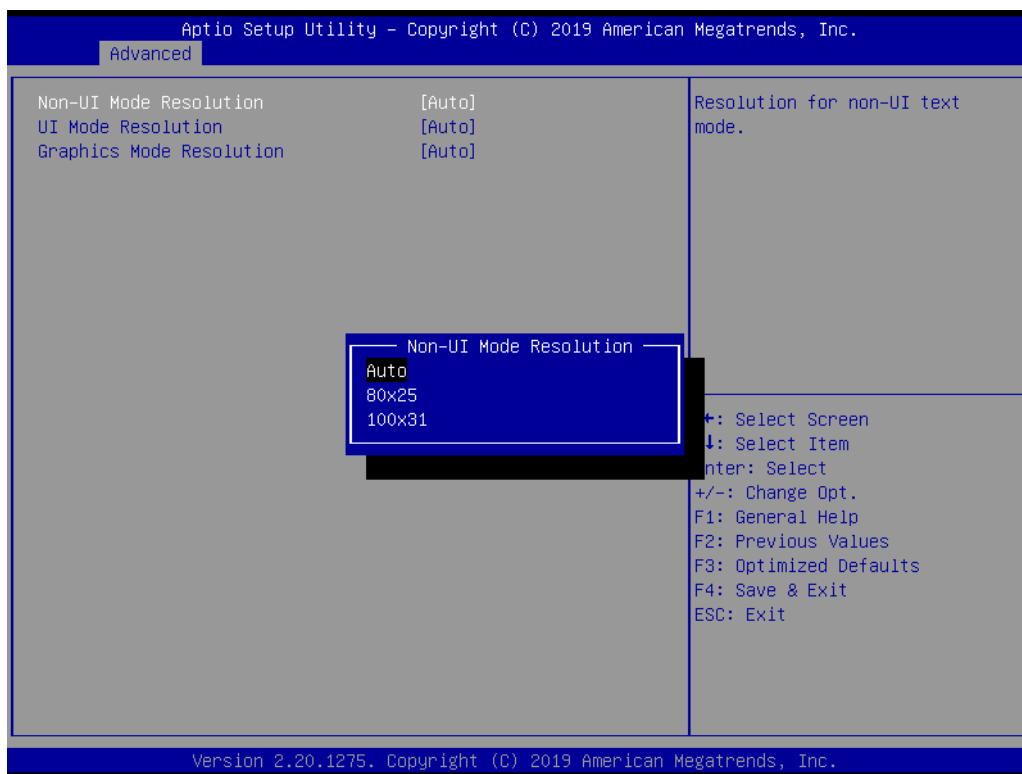 Aptio Setup Utility – Copyright (C) 2019 American Megatrends, Inc.
Advanced
Non-UI Mode Resolution [Auto]
UI Mode Resolution [Auto]
Graphics Mode Resolution [Auto]
Resolution for non-UI text
mode.
Non-UI Mode Resolution
Auto
80x25
100x31
: Select Screen
: Select Item
nter: Select
+/-: Change Opt.
F1: General Help
F2: Previous Values
F3: Optimized Defaults
F4: Save & Exit
ESC: Exit
Version 2.20.1275. Copyright (C) 2019 American Megatrends, Inc.